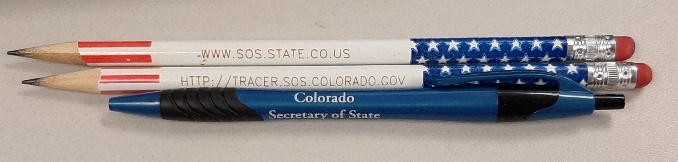 WWW.SOS.STATE.CO.US
HTTP://TRACER.SOS.COLORADO.GOV
Colorado
Secretary of State